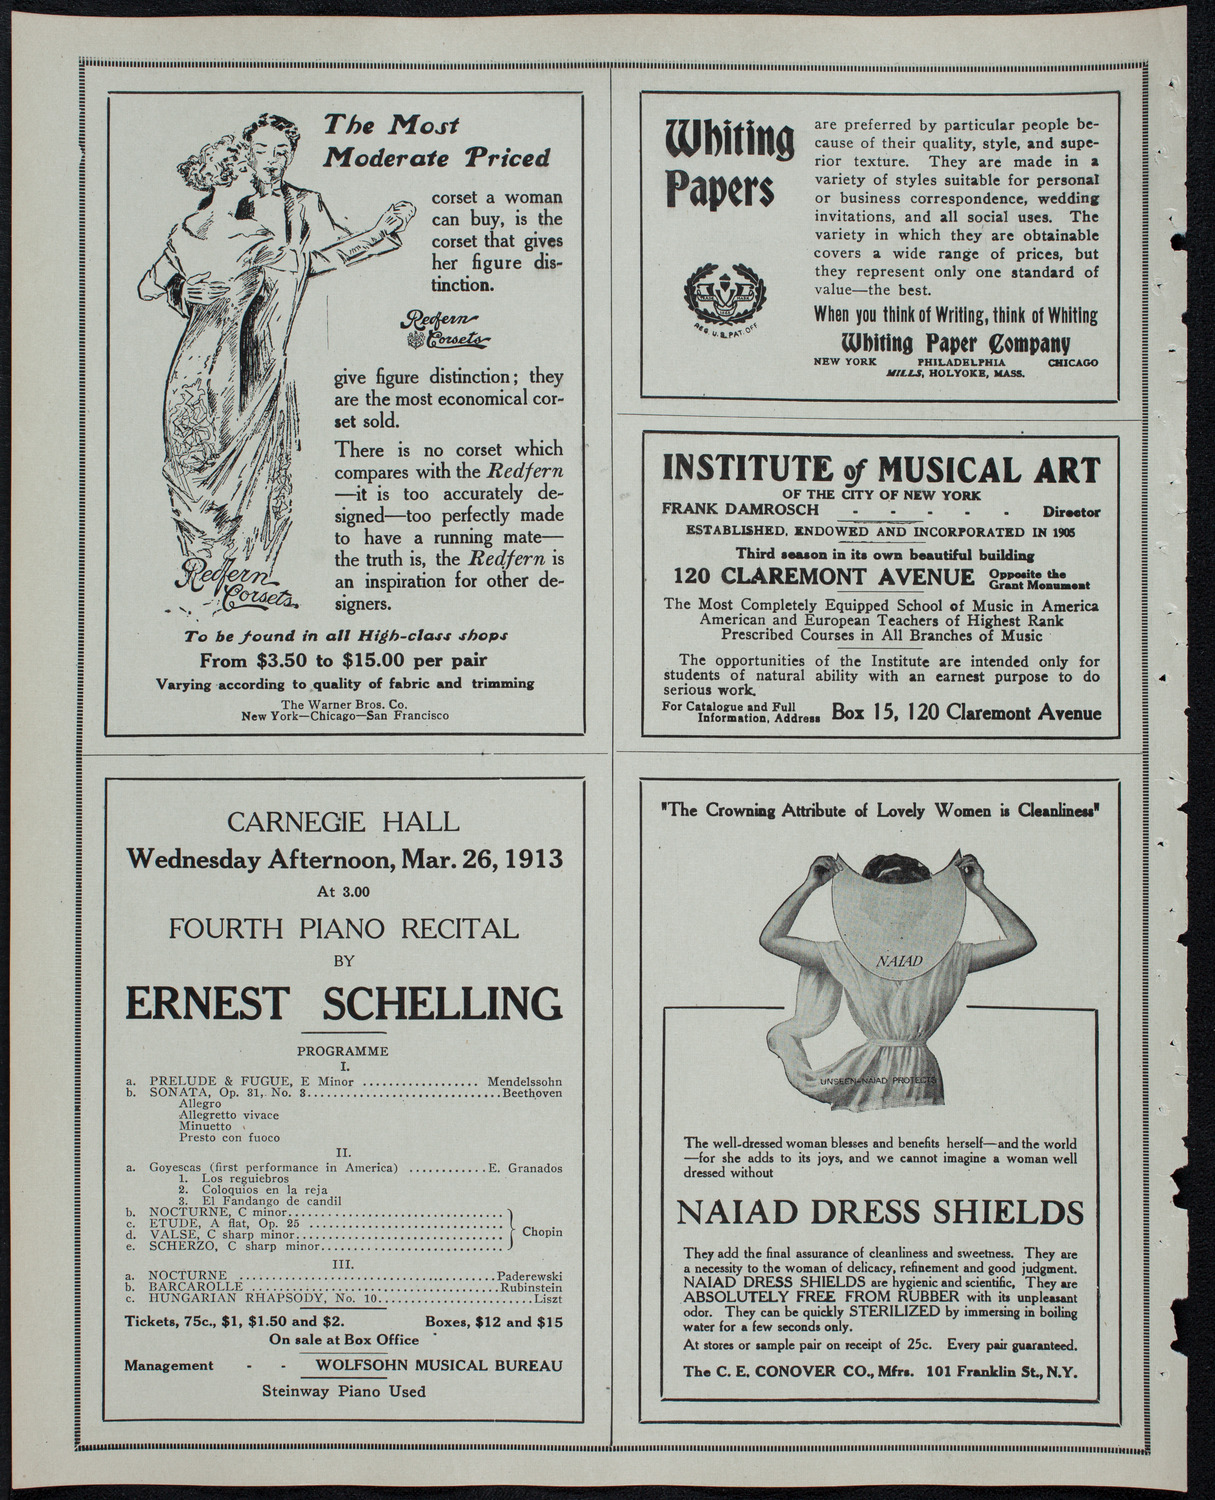 The Most
Moderate Priced
corset a woman
can buy, is the
corset that gives
her figure dis-
tinction.
Redfern
Corsets
give figure distinction; they
are the most economical cor-
set sold.
There is no corset which
compares with the Redfern
—it is too accurately de-
signed—too perfectly made
to have a running mate—
the truth is, the Redfern is
an inspiration for other de-
signers.
Redfern
Corsets
To be found in all High-class shops
From $3.50 to $15.00 per pair
Varying according to quality of fabric and trimming
The Warner Bros. Co.
New York—Chicago—San Francisco
Whiting
Papers
are preferred by particular people be-
cause of their quality, style, and supe-
rior texture. They are made in a
variety of styles suitable for personal
or business correspondence, wedding
invitations, and all social uses. The
variety in which they are obtainable
covers a wide range of prices, but
they represent only one standard of
value—the best.
REG. U.S. PAT. OFF
When you think of Writing, think of Whiting
Whiting Paper Company
NEW YORK PHILADELPHIA CHICAGO
MILLS, HOLYOKE, MASS.
INSTITUTE of MUSICAL ART
OF THE CITY OF NEW YORK
FRANK DAMROSCH - - - - - Director
ESTABLISHED, ENDOWED AND INCORPORATED IN 1905
Third season in its own beautiful building
120 CLAREMONT AVENUE Opposite the
Grant Monument
The Most Completely Equipped School of Music in America
American and European Teachers of Highest Rank
Prescribed Courses in All Branches of Music
The opportunities of the Institute are intended only for
students of natural ability with an earnest purpose to do
serious work.
For Catalogue and Full
Information, Address Box 15, 120 Claremont Avenue
CARNEGIE HALL
Wednesday Afternoon, Mar. 26, 1913
At 3.00
FOURTH PIANO RECITAL
BY
ERNEST SCHELLING
PROGRAMME
I.
a. PRELUDE & FUGUE, E Minor .................. Mendelssohn
b. SONATA, Op. 31, No. 3..............................Beethoven
Allegro
Allegretto vivace
Minuetto
Presto con fuoco
II.
a. Goyescas (first performance in America) ............E. Granados
1. Los reguiebros
2. Coloquios en la reja
3. El Fandango de candil
b. NOCTURNE, C minor..................................
c. ETUDE, A flat, Op. 25 ..............................
d. VALSE, C sharp minor................................ Chopin
e. SCHERZO, C sharp minor.............................
III.
a. NOCTURNE ........................................Paderewski
b. BARCAROLLE ......................................Rubinstein
c. HUNGARIAN RHAPSODY, No. 10........................Liszt
Tickets, 75c., $1, $1.50 and $2. Boxes, $12 and $15
On sale at Box Office
Management - - WOLFSOHN MUSICAL BUREAU
Steinway Piano Used
"The Crowning Attribute of Lovely Women is Cleanliness"
NAIAD
UNSEEN-NAIAD PROTECTS
The well-dressed woman blesses and benefits herself—and the world
—for she adds to its joys, and we cannot imagine a woman well
dressed without
NAIAD DRESS SHIELDS
They add the final assurance of cleanliness and sweetness. They are
a necessity to the woman of delicacy, refinement and good judgment.
NAIAD DRESS SHIELDS are hygienic and scientific, They are
ABSOLUTELY FREE FROM RUBBER with its unpleasant
odor. They can be quickly STERILIZED by immersing in boiling
water for a few seconds only.
At stores or sample pair on receipt of 25c. Every pair guaranteed.
The C. E. CONOVER CO., Mfrs. 101 Franklin St., N.Y.